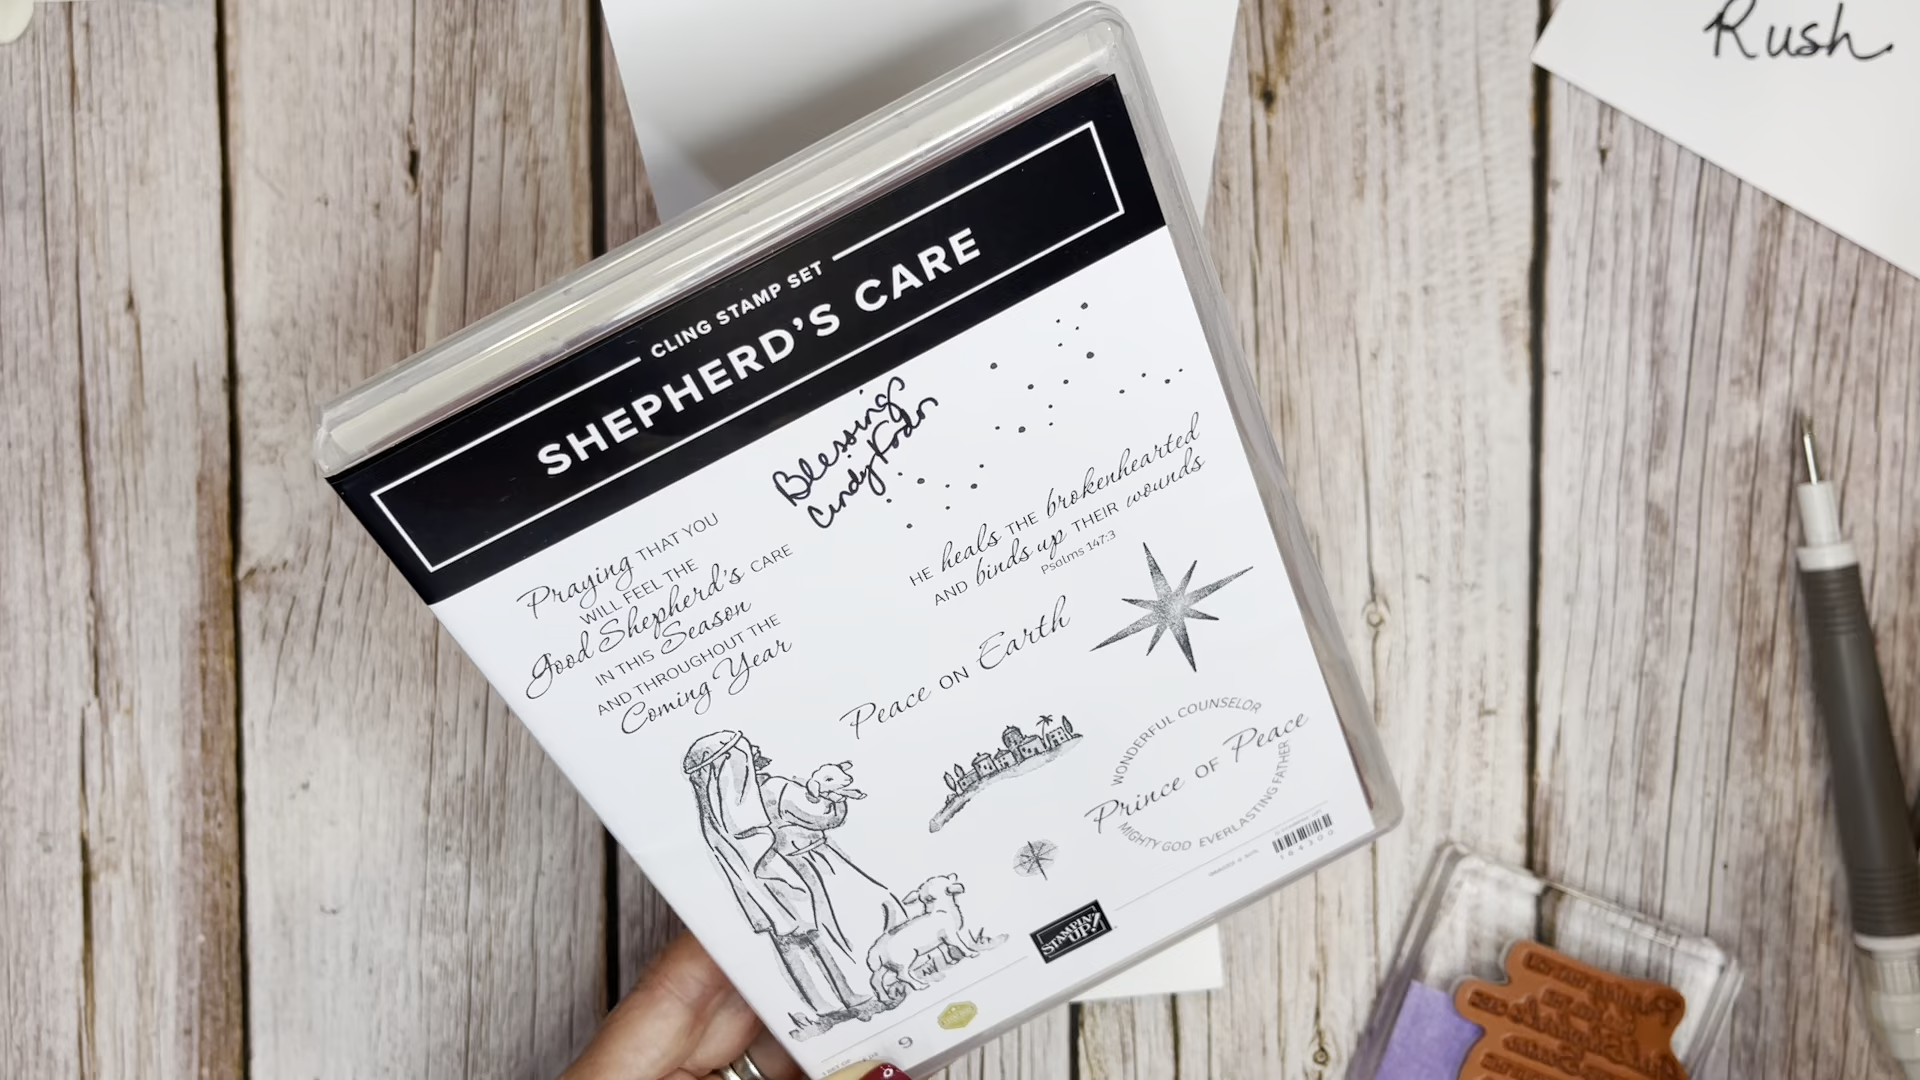 Rush
CLING STAMP SET
SHEPHERD'S CARE
Blessings
Praying THAT YOU
WILL FEEL THE
Good Shepherd's CARE
IN THIS Season
AND THROUGHOUT THE
Coming Year
HE heals THE brokenhearted
AND binds up THEIR wounds
Psalms 147:3
Peace ON Earth
WONDERFUL COUNSELOR
Prince OF Peace
MIGHTY GOD EVERLASTING FATHER
STAMPIN' UP!
9